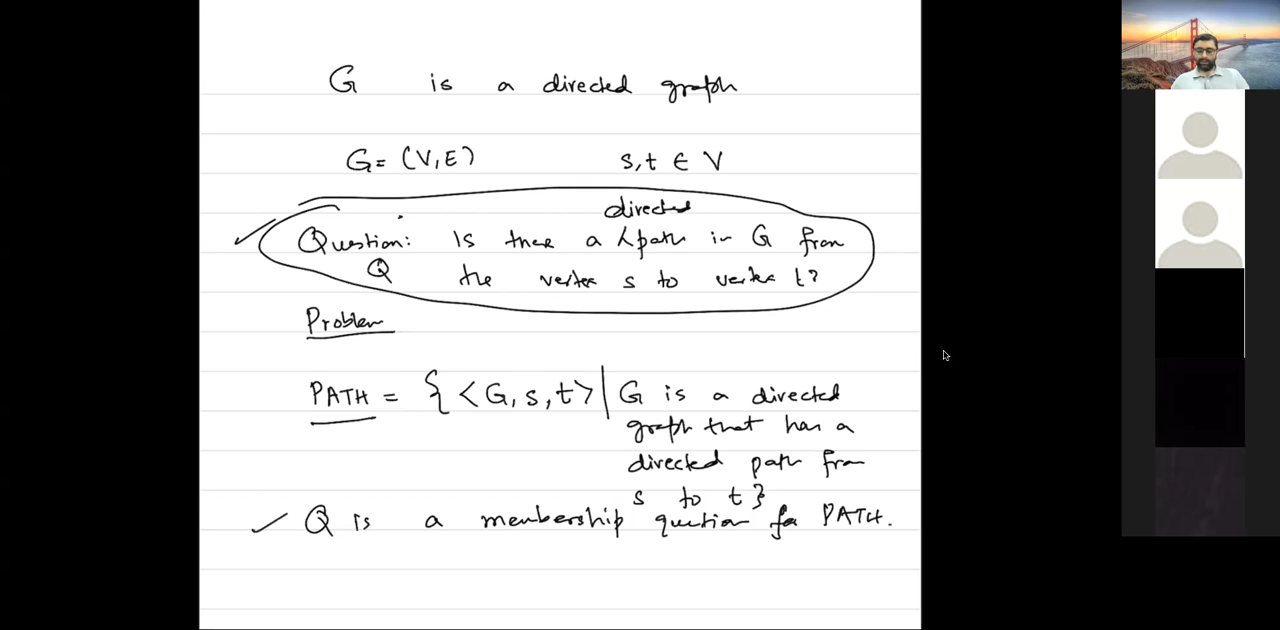 G is a directed graph
G = (V, E) s, t ∈ V
directed
Question: Is there a path in G from
Q the vertex s to vertex t?
Problem
PATH = { <G, s, t> | G is a directed
graph that has a
directed path from
s to t }
Q is a membership question for PATH.